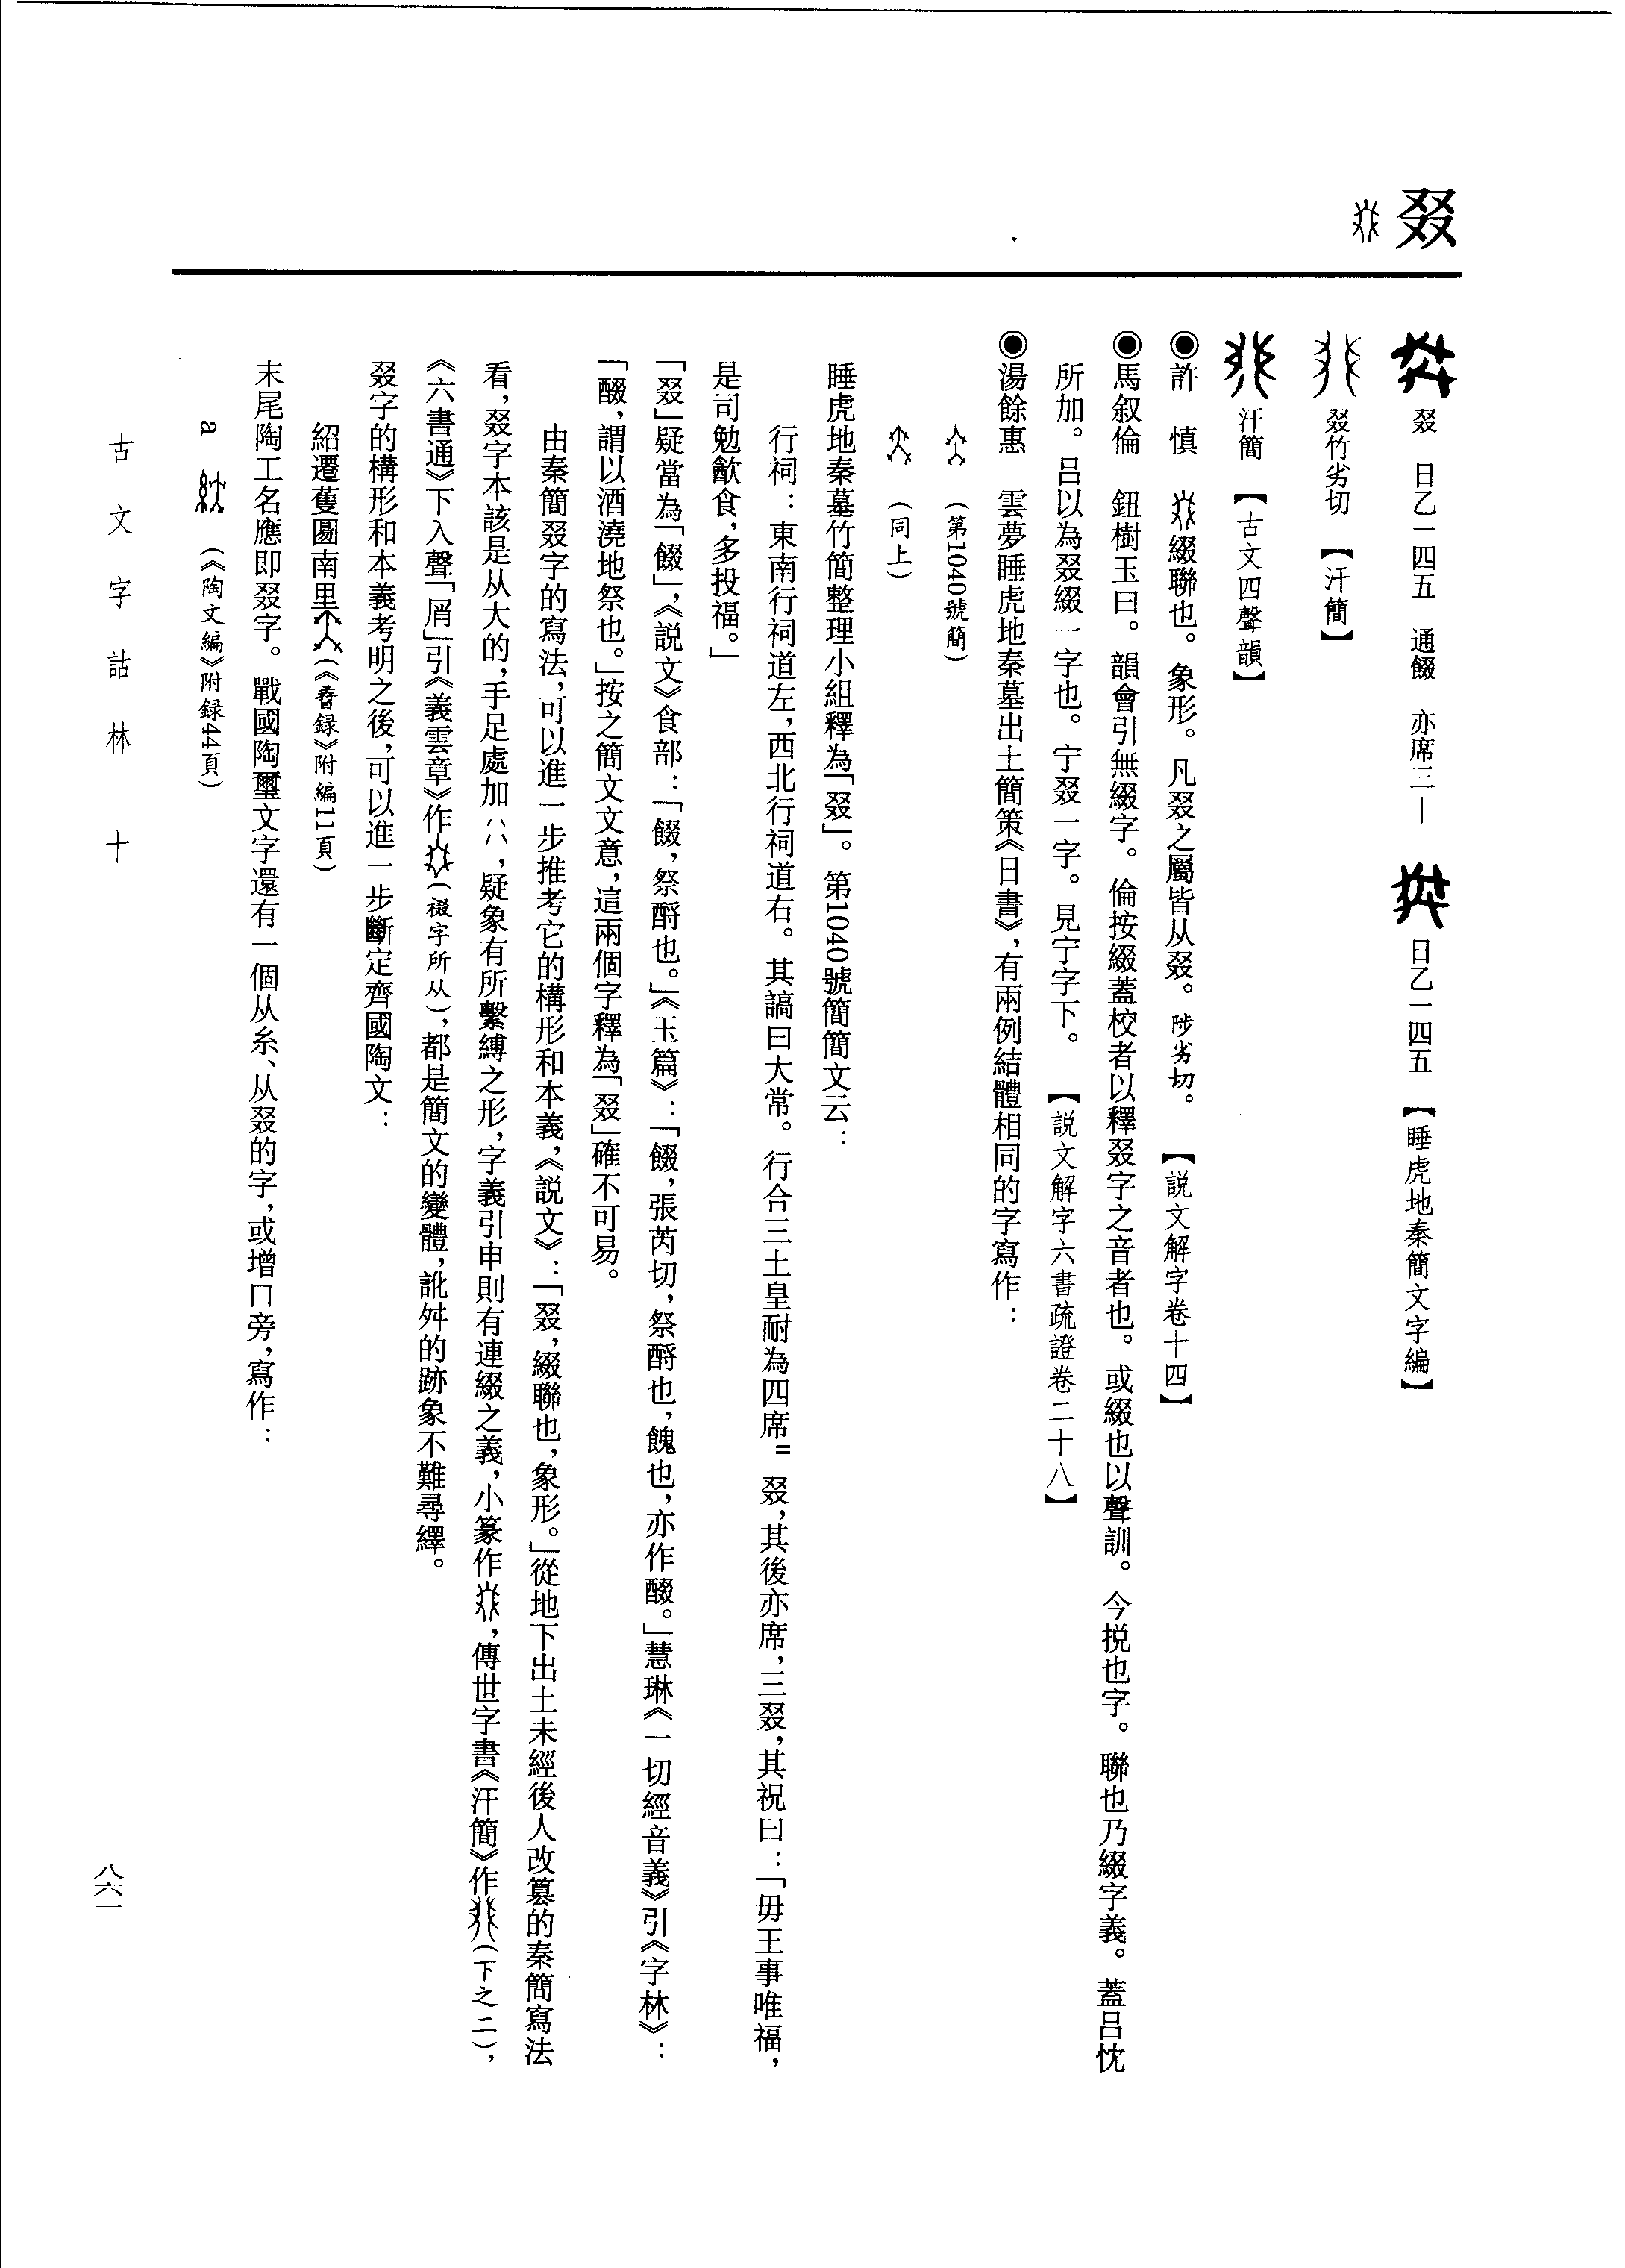 叕
叕　日乙一四五　通餟　亦席三—　日乙一四五　【睡虎地秦簡文字編】
叕竹劣切　【汗簡】
汗簡　【古文四聲韻】
◉許　慎　綴聯也。象形。凡叕之屬皆从叕。陟劣切。　【説文解字卷十四】
◉馬叙倫　鈕樹玉曰。韻會引無綴字。倫按綴蓋校者以釋叕字之音者也。或綴也以聲訓。今挩也字。聯也乃綴字義。蓋吕忱
所加。吕以為叕綴一字也。宁叕一字。見宁字下。　【説文解字六書疏證卷二十八】
◉湯餘惠　雲夢睡虎地秦墓出土簡策《日書》，有兩例結體相同的字寫作：
（第1040號簡）
（同上）
睡虎地秦墓竹簡整理小組釋為「叕」。第1040號簡簡文云：
行祠：東南行祠道左，西北行祠道右。其謞曰大常。行合三土皇耐為四席＝叕，其後亦席，三叕，其祝曰：「毋王事唯福，
是司勉歙食，多投福。」
「叕」疑當為「餟」，《説文》食部：「餟，祭酹也。」《玉篇》：「餟，張芮切，祭酹也，餽也，亦作醊。」慧琳《一切經音義》引《字林》：
「醊，謂以酒澆地祭也。」按之簡文文意，這兩個字釋為「叕」確不可易。
由秦簡叕字的寫法，可以進一步推考它的構形和本義，《説文》：「叕，綴聯也，象形。」從地下出土未經後人改篡的秦簡寫法
看，叕字本該是从大的，手足處加，疑象有所繫縛之形，字義引申則有連綴之義，小篆作，傳世字書《汗簡》作（下之二），
《六書通》下入聲「屑」引《義雲章》作（裰字所从），都是簡文的變體，訛舛的跡象不難尋繹。
叕字的構形和本義考明之後，可以進一步斷定齊國陶文：
紹遷蒦圖南里（《孴録》附編11頁）
末尾陶工名應即叕字。戰國陶璽文字還有一個从糸、从叕的字，或增口旁，寫作：
a　（《陶文編》附録44頁）
古文字詁林　十
八六一